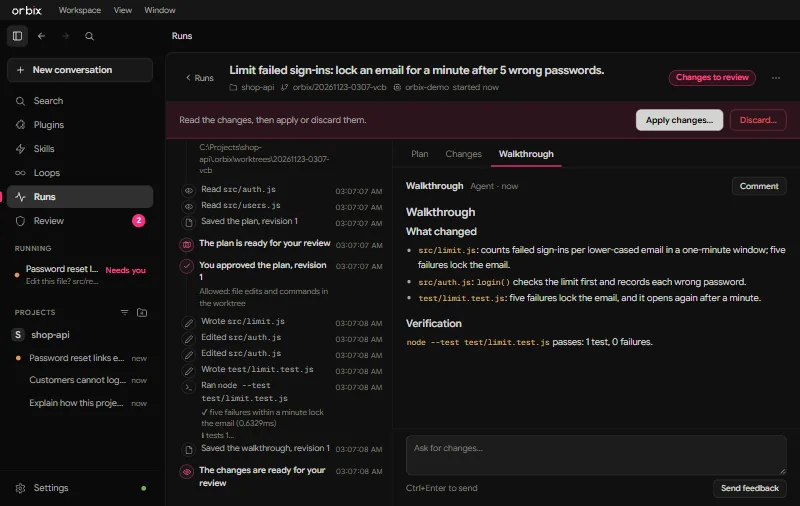 orbix
Workspace View Window
Runs
New conversation
Search
Plugins
Skills
Loops
Runs
Review 2
RUNNING
Password reset l... Needs you
Edit this file? src/re...
PROJECTS
S shop-api
Password reset links e... new
Customers cannot log... now
Explain how this proje... now
Settings
Runs
Limit failed sign-ins: lock an email for a minute after 5 wrong passwords.
shop-api orbix/20261123-0307-vcb orbix-demo started now
Changes to review
Read the changes, then apply or discard them.
Apply changes...
Discard...
C:\Projects\shop-
api\.orbix\worktrees\20261123-0307-
vcb
Read src/auth.js 03:07:07 AM
Read src/users.js 03:07:07 AM
Saved the plan, revision 1 03:07:07 AM
The plan is ready for your review 03:07:07 AM
You approved the plan, revision 03:07:07 AM
1
Allowed: file edits and commands in
the worktree
Wrote src/limit.js 03:07:08 AM
Edited src/auth.js 03:07:08 AM
Edited src/auth.js 03:07:08 AM
Wrote test/limit.test.js 03:07:08 AM
Ran node --test 03:07:08 AM
test/limit.test.js
✓ five failures within a minute lock
the email (0.6329ms)
ℹ tests 1...
Saved the walkthrough, revision 1 03:07:08 AM
The changes are ready for your 03:07:08 AM
review
Plan Changes Walkthrough
Walkthrough Agent · now
Comment
Walkthrough
What changed
• src/limit.js: counts failed sign-ins per lower-cased email in a one-minute window; five
failures lock the email.
• src/auth.js: login() checks the limit first and records each wrong password.
• test/limit.test.js: five failures lock the email, and it opens again after a minute.
Verification
node --test test/limit.test.js passes: 1 test, 0 failures.
Ask for changes...
Ctrl+Enter to send
Send feedback